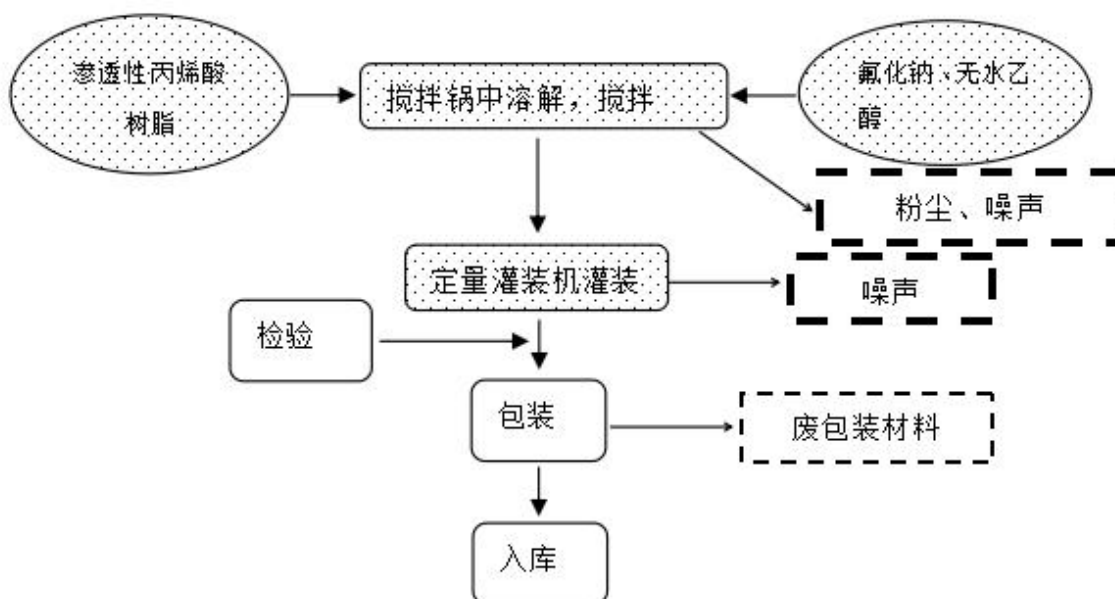 渗透性丙烯酸
树脂
搅拌锅中溶解，搅拌
氟化钠、无水乙
醇
粉尘、噪声
定量灌装机灌装
噪声
检验
包装
废包装材料
入库